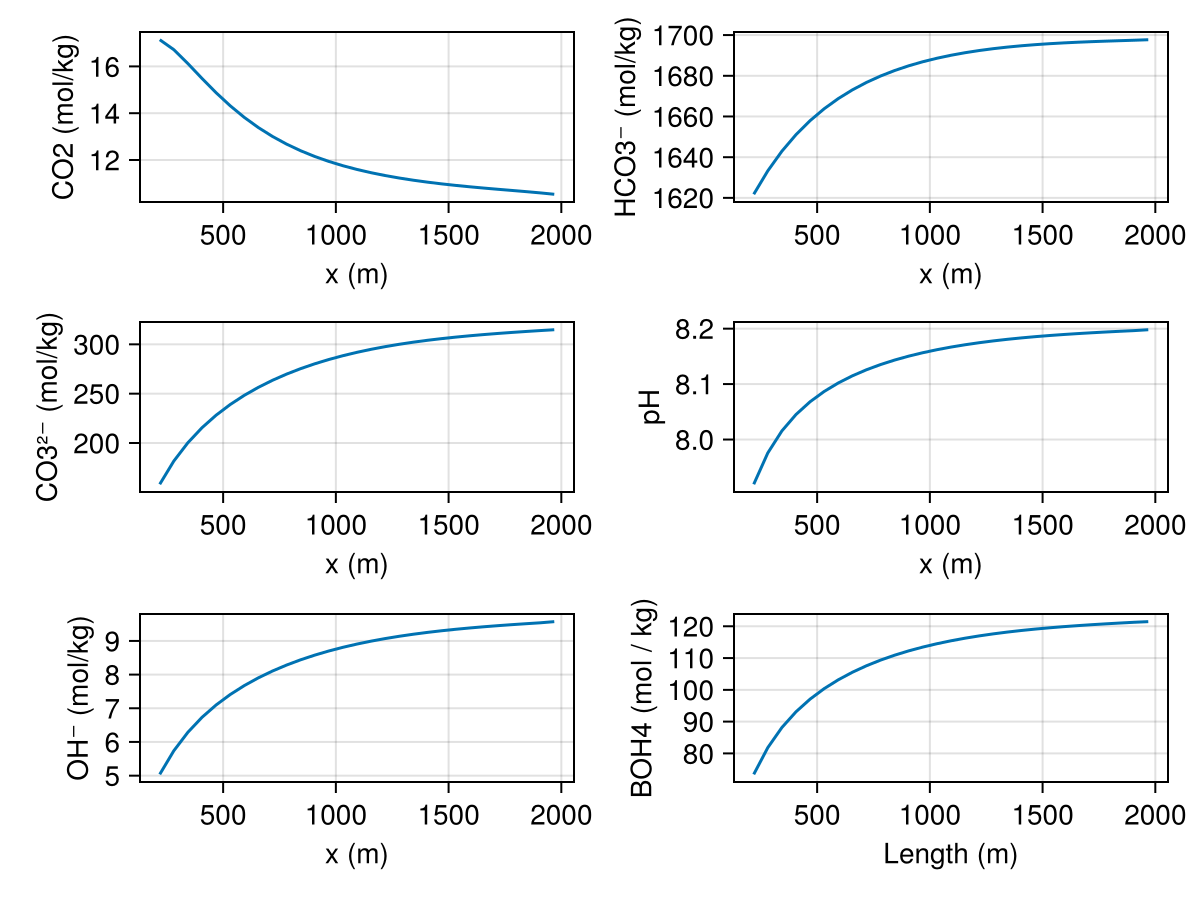 CO2 (mol/kg)
16
14
12
500 1000 1500 2000
x (m)
HCO3⁻ (mol/kg)
1700
1680
1660
1640
1620
500 1000 1500 2000
x (m)
CO3²⁻ (mol/kg)
300
250
200
500 1000 1500 2000
x (m)
pH
8.2
8.1
8.0
500 1000 1500 2000
x (m)
OH⁻ (mol/kg)
9
8
7
6
5
500 1000 1500 2000
x (m)
BOH4 (mol / kg)
120
110
100
90
80
500 1000 1500 2000
Length (m)